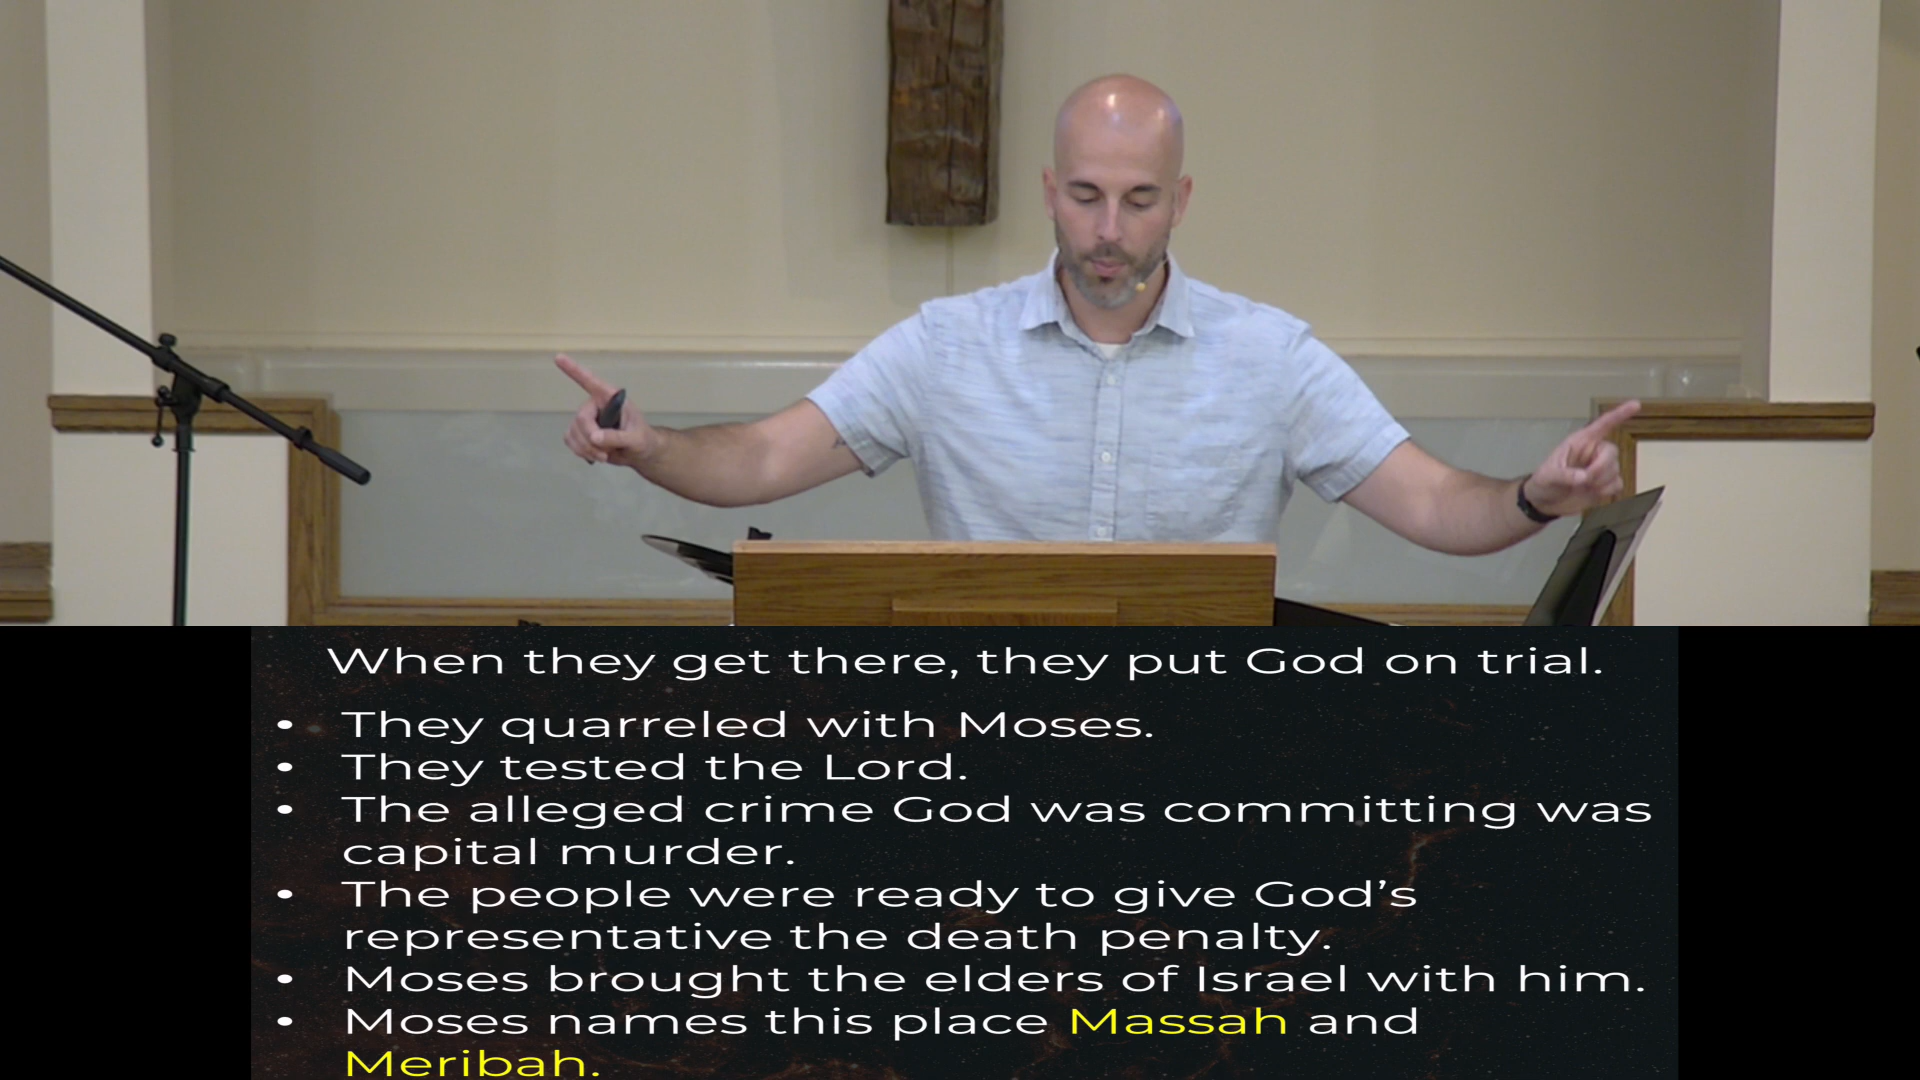 When they get there, they put God on trial.
• They quarreled with Moses.
• They tested the Lord.
• The alleged crime God was committing was
capital murder.
• The people were ready to give God’s
representative the death penalty.
• Moses brought the elders of Israel with him.
• Moses names this place Massah and
Meribah.